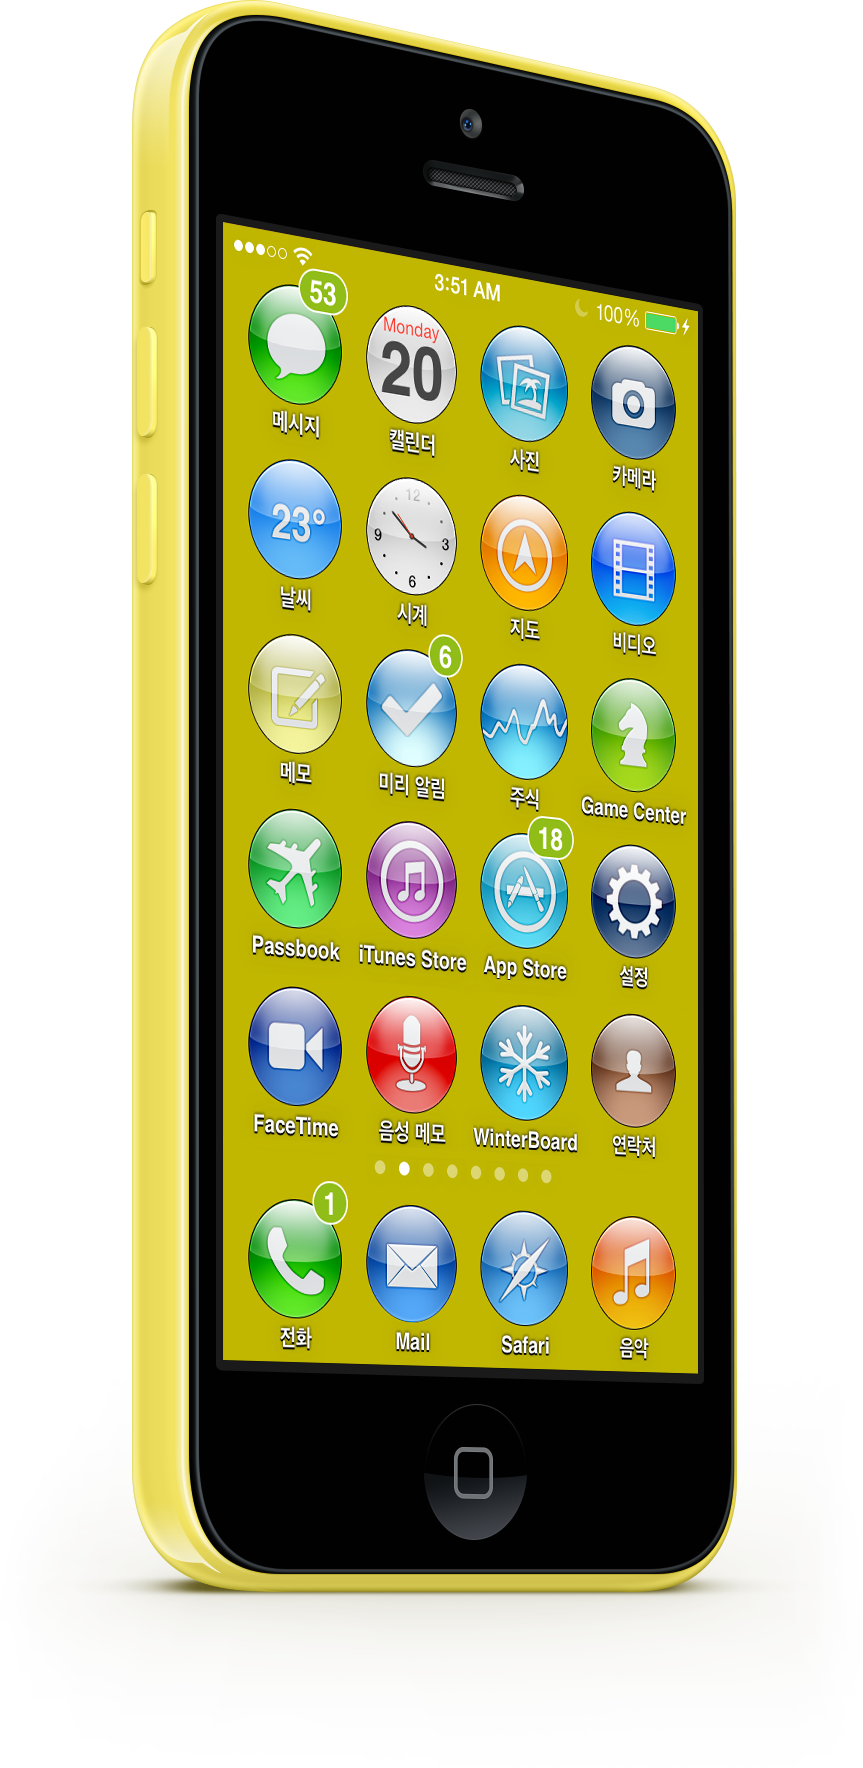 3:51 AM
100%
53
Monday
20
메시지
캘린더
사진
카메라
23°
12
3
6
9
날씨
시계
지도
비디오
6
메모
미리 알림
주식
Game Center
18
Passbook
iTunes Store
App Store
설정
FaceTime
음성 메모
WinterBoard
연락처
1
전화
Mail
Safari
음악